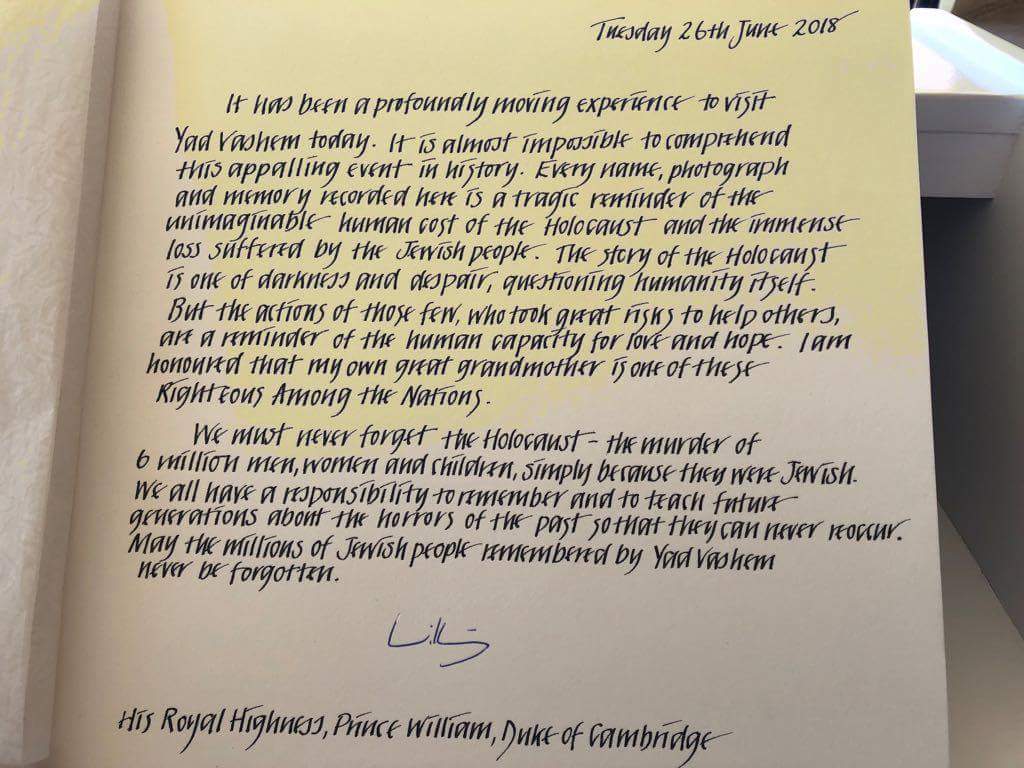 Tuesday 26th June 2018
It has been a profoundly moving experience to visit
Yad Vashem today. It is almost impossible to comprehend
this appalling event in history. Every name, photograph
and memory recorded here is a tragic reminder of the
unimaginable human cost of the Holocaust and the immense
loss suffered by the Jewish people. The story of the Holocaust
is one of darkness and despair, questioning humanity itself.
But the actions of those few, who took great risks to help others,
are a reminder of the human capacity for love and hope. I am
honoured that my own great grandmother is one of these
Righteous Among the Nations.
We must never forget the Holocaust - the murder of
6 million men, women and children, simply because they were Jewish.
We all have a responsibility to remember and to teach future
generations about the horrors of the past so that they can never reoccur.
May the millions of Jewish people remembered by Yad Vashem
never be forgotten.
William
His Royal Highness, Prince William, Duke of Cambridge